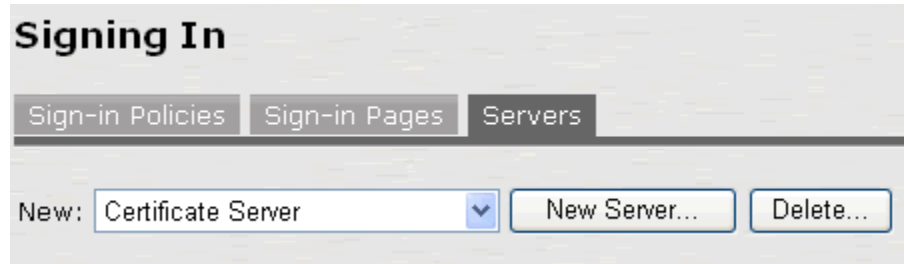 Signing In
Sign-in Policies Sign-in Pages Servers
New: Certificate Server New Server... Delete...